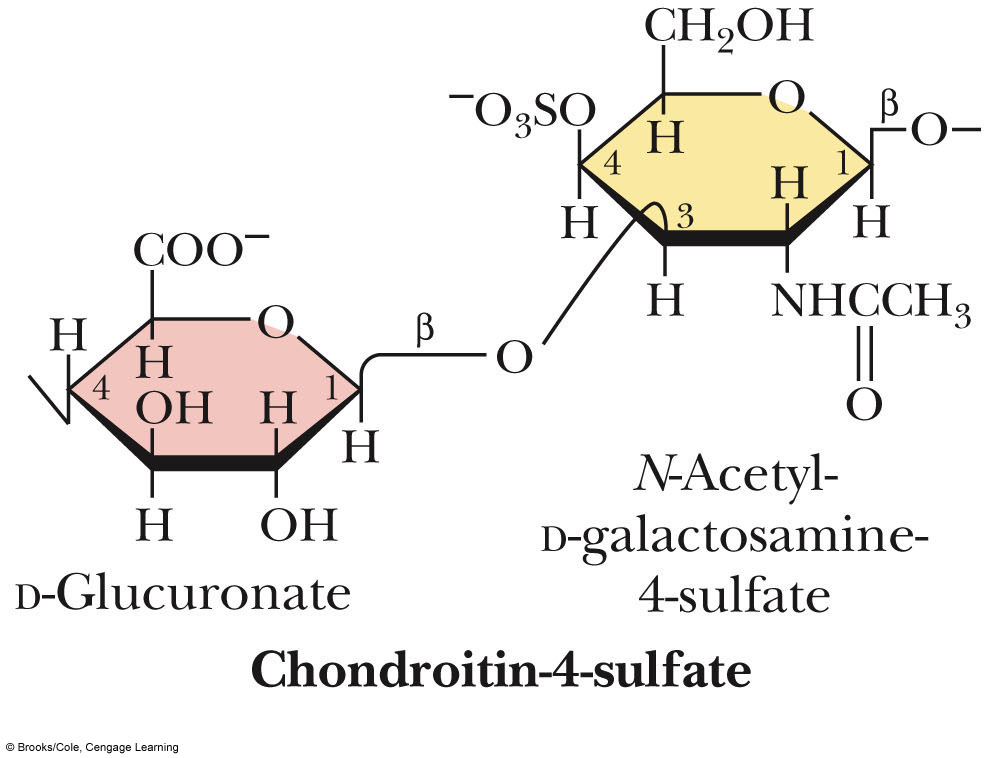 CH₂OH
⁻O₃SO
O
β
O
H
4
1
H
3
H
H
H
NHCCH₃
O
COO⁻
H
O
β
O
H
4
OH
H
1
H
H
OH
N-Acetyl-
D-galactosamine-
4-sulfate
D-Glucuronate
Chondroitin-4-sulfate
© Brooks/Cole, Cengage Learning